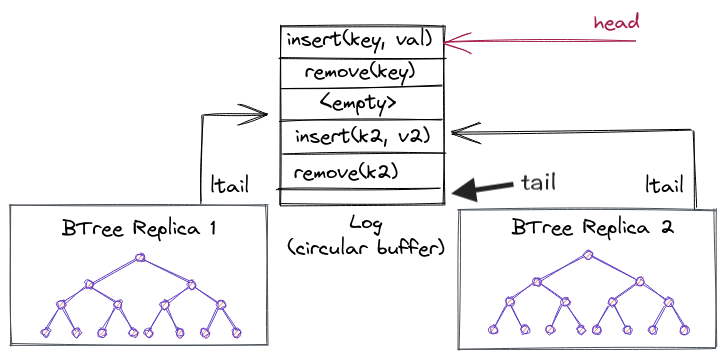 head
insert(key, val)
remove(key)
<empty>
insert(k2, v2)
remove(k2)
ltail
tail
ltail
Log
(circular buffer)
BTree Replica 1
BTree Replica 2